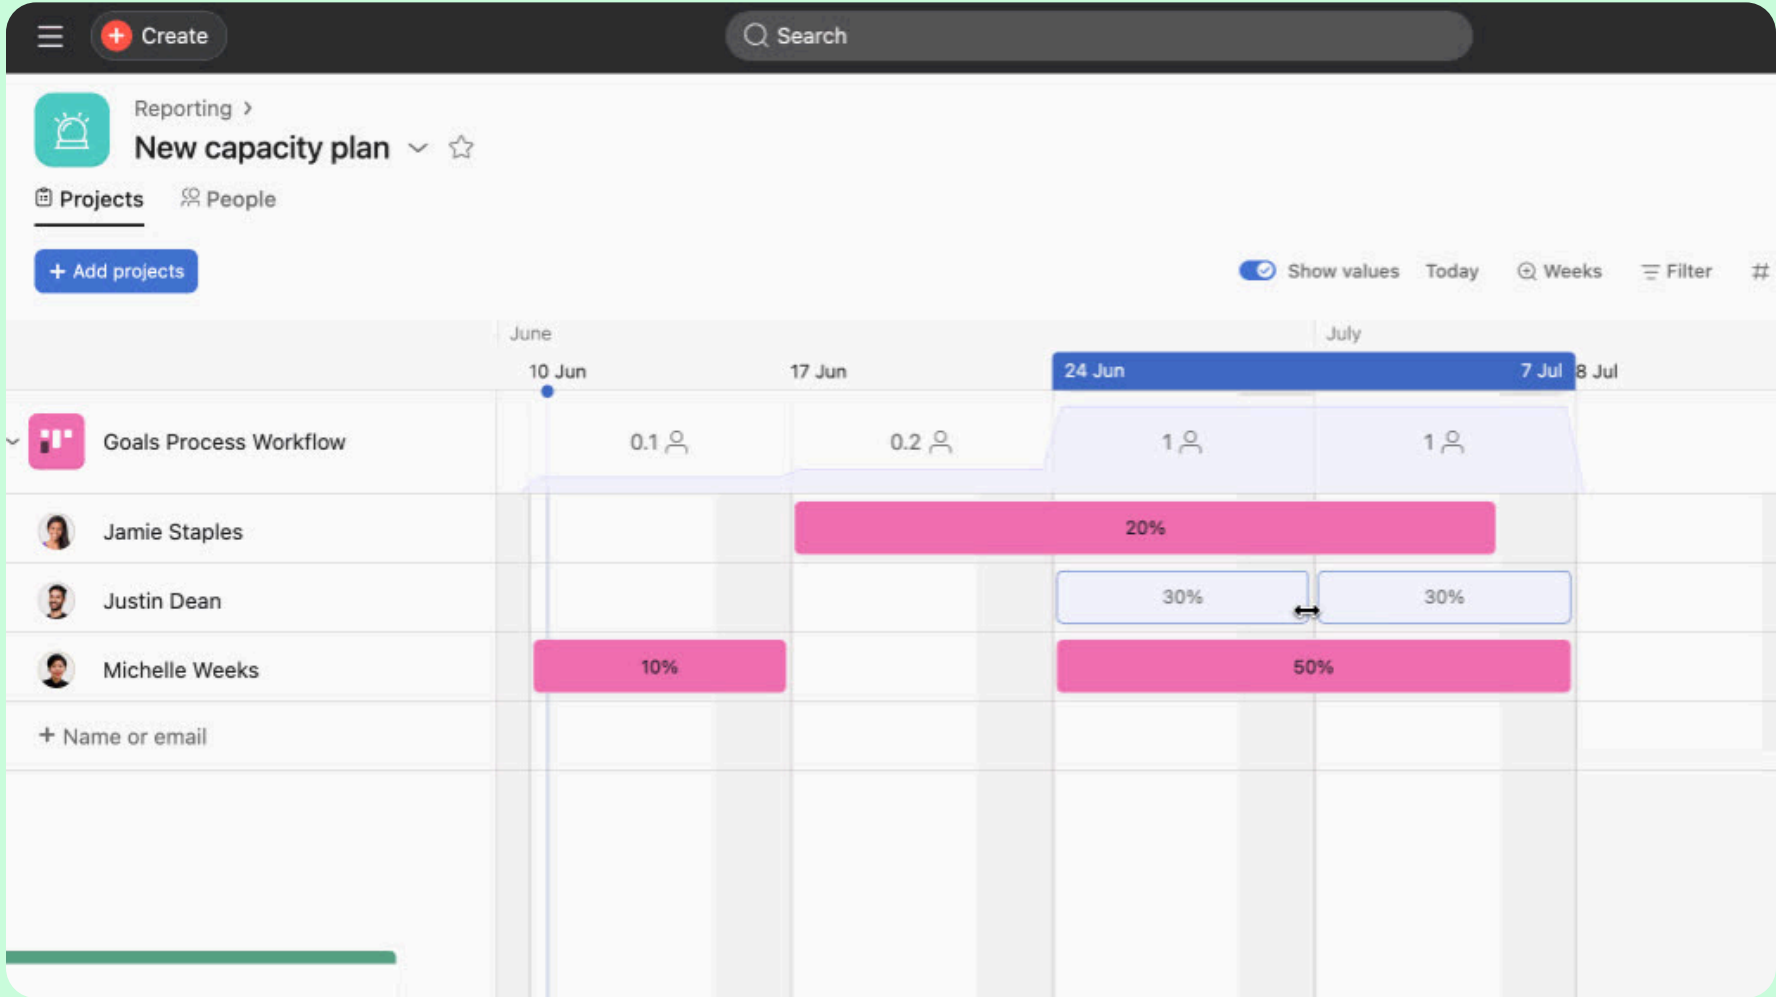 Create
Search
Reporting
New capacity plan
Projects
People
+ Add projects
Show values
Today
Weeks
Filter
#
June
July
10 Jun
17 Jun
24 Jun
7 Jul
8 Jul
Goals Process Workflow
0.1
0.2
1
1
Jamie Staples
20%
Justin Dean
30%
30%
Michelle Weeks
10%
50%
+ Name or email